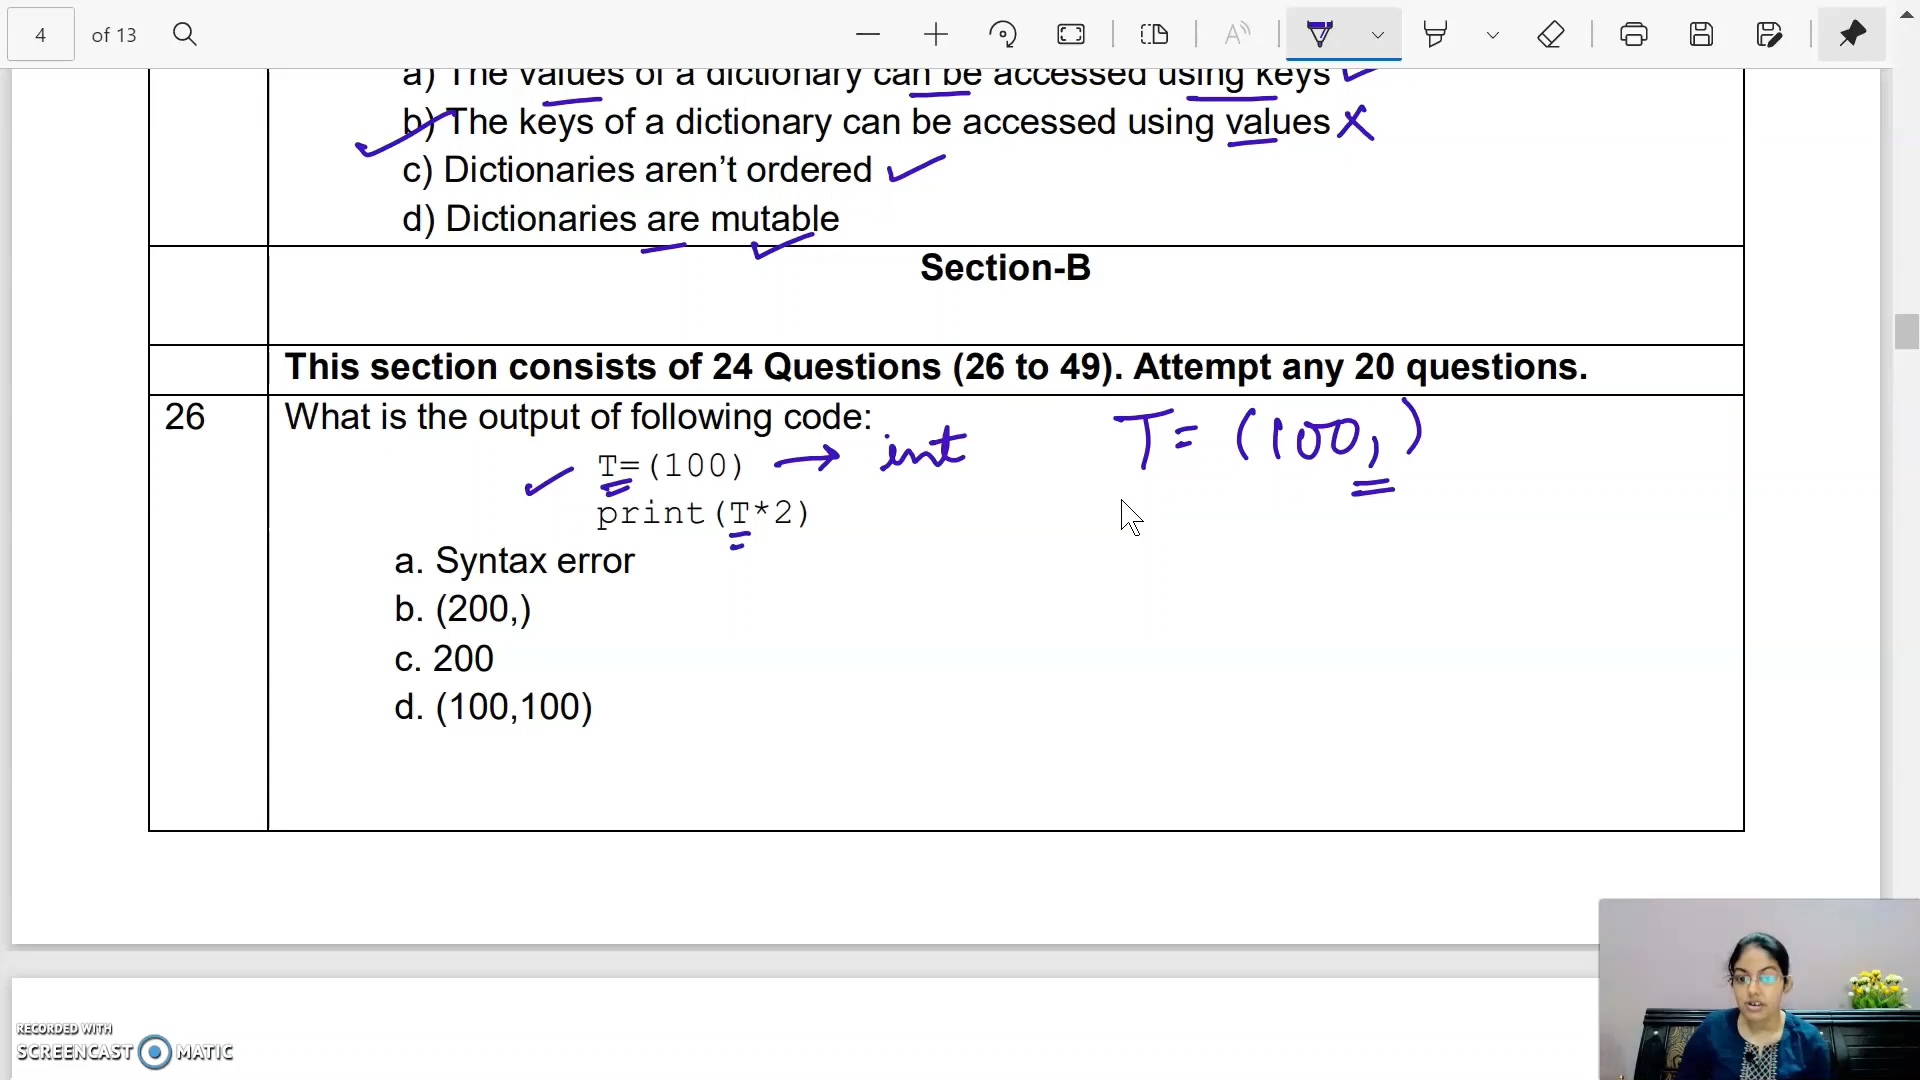 4 of 13
a) The values of a dictionary can be accessed using keys
b) The keys of a dictionary can be accessed using values
c) Dictionaries aren’t ordered
d) Dictionaries are mutable
Section-B
This section consists of 24 Questions (26 to 49). Attempt any 20 questions.
26 What is the output of following code:
T=(100) → int T= (100,)
print(T*2)
a. Syntax error
b. (200,)
c. 200
d. (100,100)
RECORDED WITH
SCREENCAST MATIC